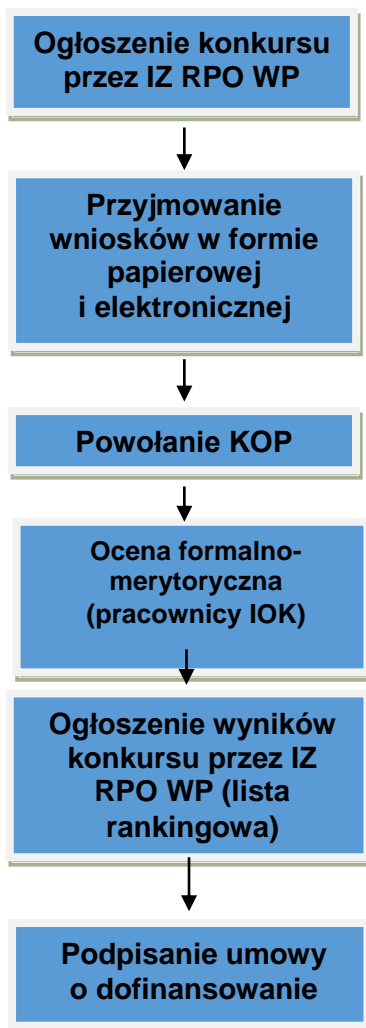 Ogłoszenie konkursu
przez IZ RPO WP
Przyjmowanie
wniosków w formie
papierowej
i elektronicznej
Powołanie KOP
Ocena formalno-
merytoryczna
(pracownicy IOK)
Ogłoszenie wyników
konkursu przez IZ
RPO WP (lista
rankingowa)
Podpisanie umowy
o dofinansowanie